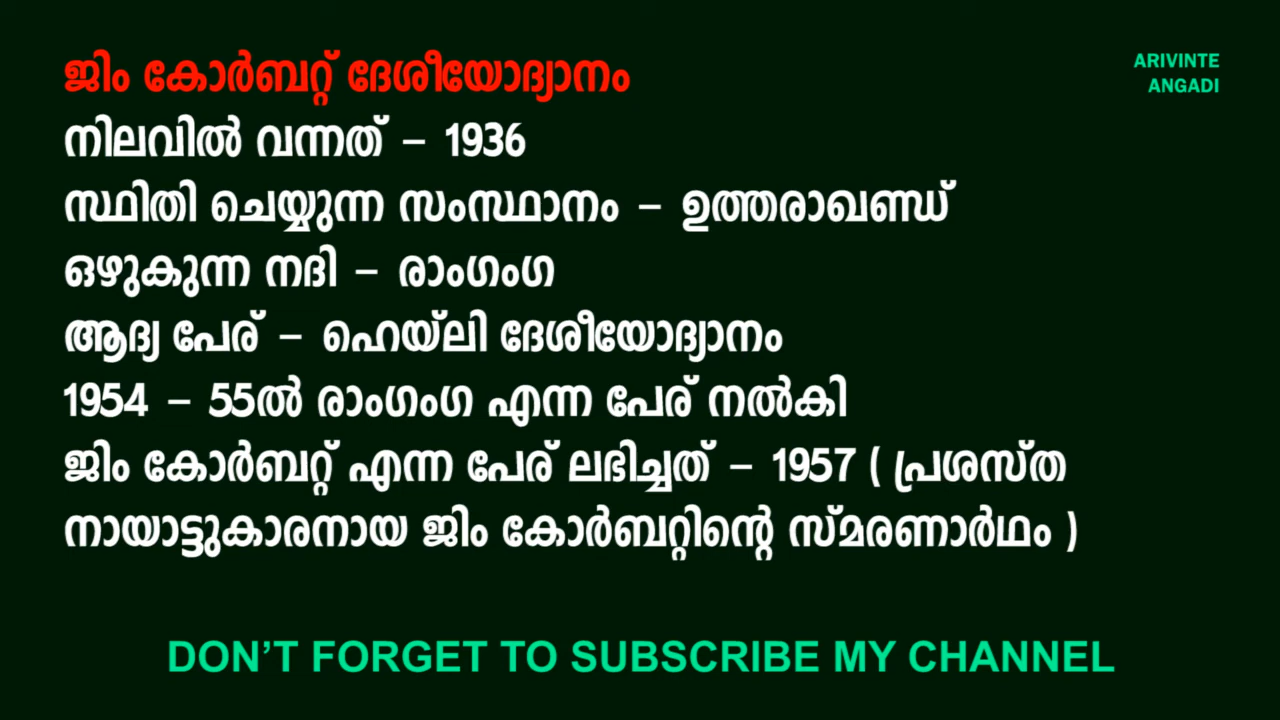 ജിം കോർബറ്റ് ദേശീയോദ്യാനം
ARIVINTE
ANGADI
നിലവിൽ വന്നത് – 1936
സ്ഥിതി ചെയ്യുന്ന സംസ്ഥാനം – ഉത്തരാഖണ്ഡ്
ഒഴുകുന്ന നദി – രാംഗംഗ
ആദ്യ പേര് – ഹെയ്ലി ദേശീയോദ്യാനം
1954 – 55ൽ രാംഗംഗ എന്ന പേര് നൽകി
ജിം കോർബറ്റ് എന്ന പേര് ലഭിച്ചത് – 1957 ( പ്രശസ്ത
നായാട്ടുകാരനായ ജിം കോർബറ്റിന്റെ സ്മരണാർഥം )
DON'T FORGET TO SUBSCRIBE MY CHANNEL